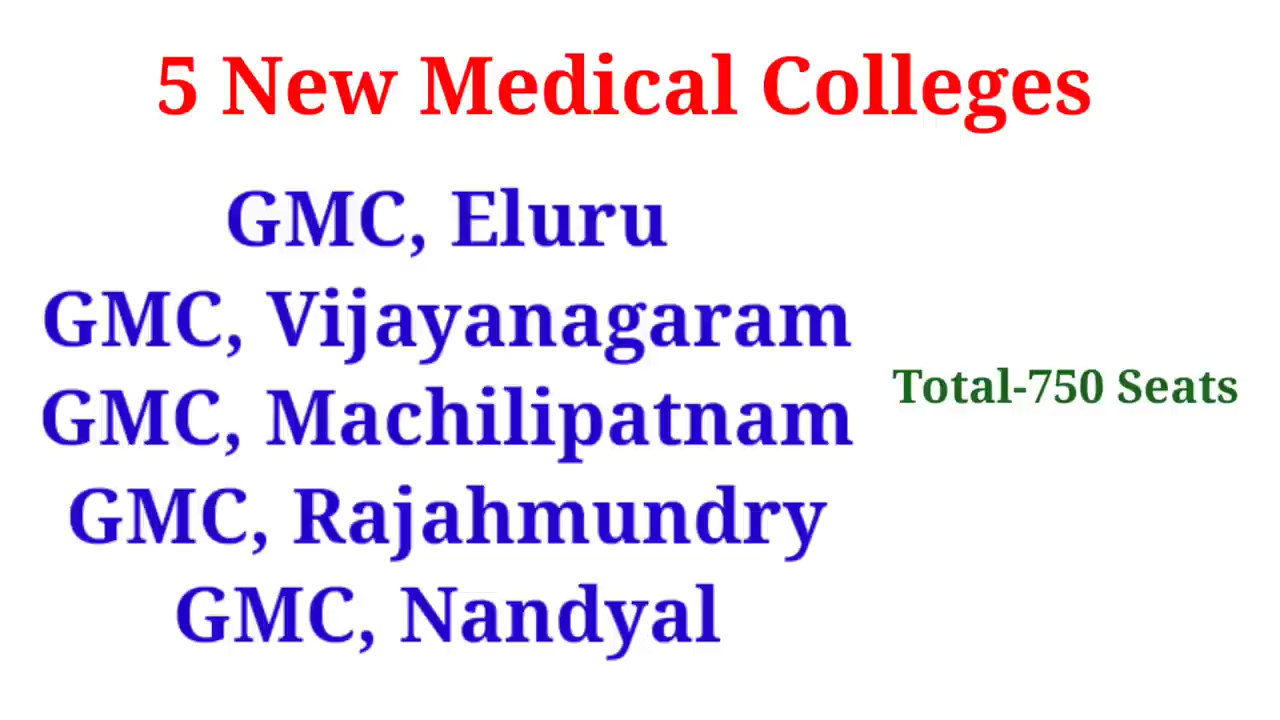 5 New Medical Colleges
GMC, Eluru
GMC, Vijayanagaram
GMC, Machilipatnam
GMC, Rajahmundry
GMC, Nandyal
Total-750 Seats